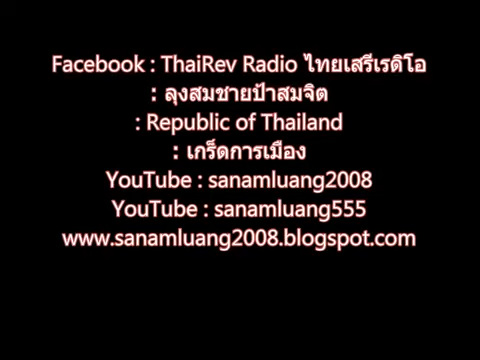 Facebook : ThaiRev Radio ไทยเสรีเรดิโอ
: ลุงสมชายป้าสมจิต
: Republic of Thailand
: เกร็ดการเมือง
YouTube : sanamluang2008
YouTube : sanamluang555
www.sanamluang2008.blogspot.com